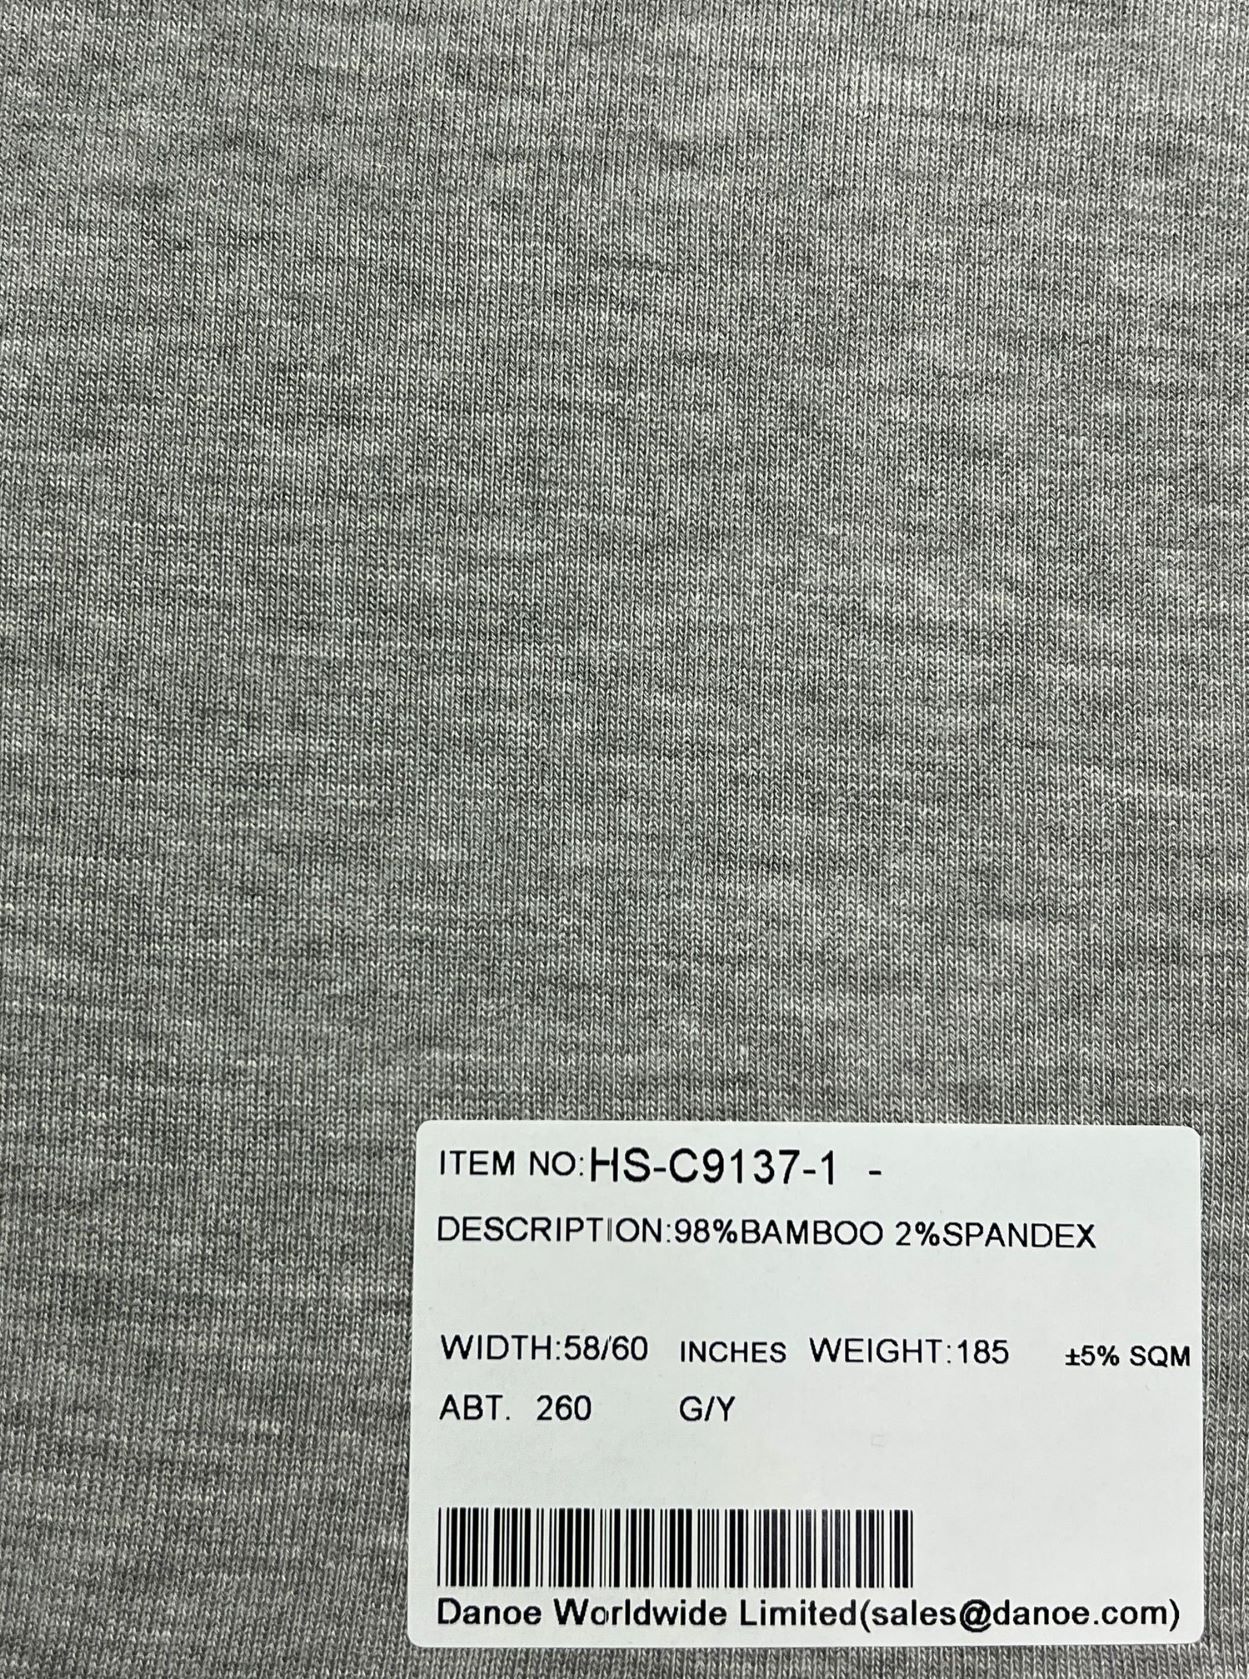 ITEM NO:HS-C9137-1 -
DESCRIPTION:98%BAMBOO 2%SPANDEX
WIDTH:58/60 INCHES WEIGHT:185 ±5% SQM
ABT. 260 G/Y
Danoe Worldwide Limited(sales@danoe.com)